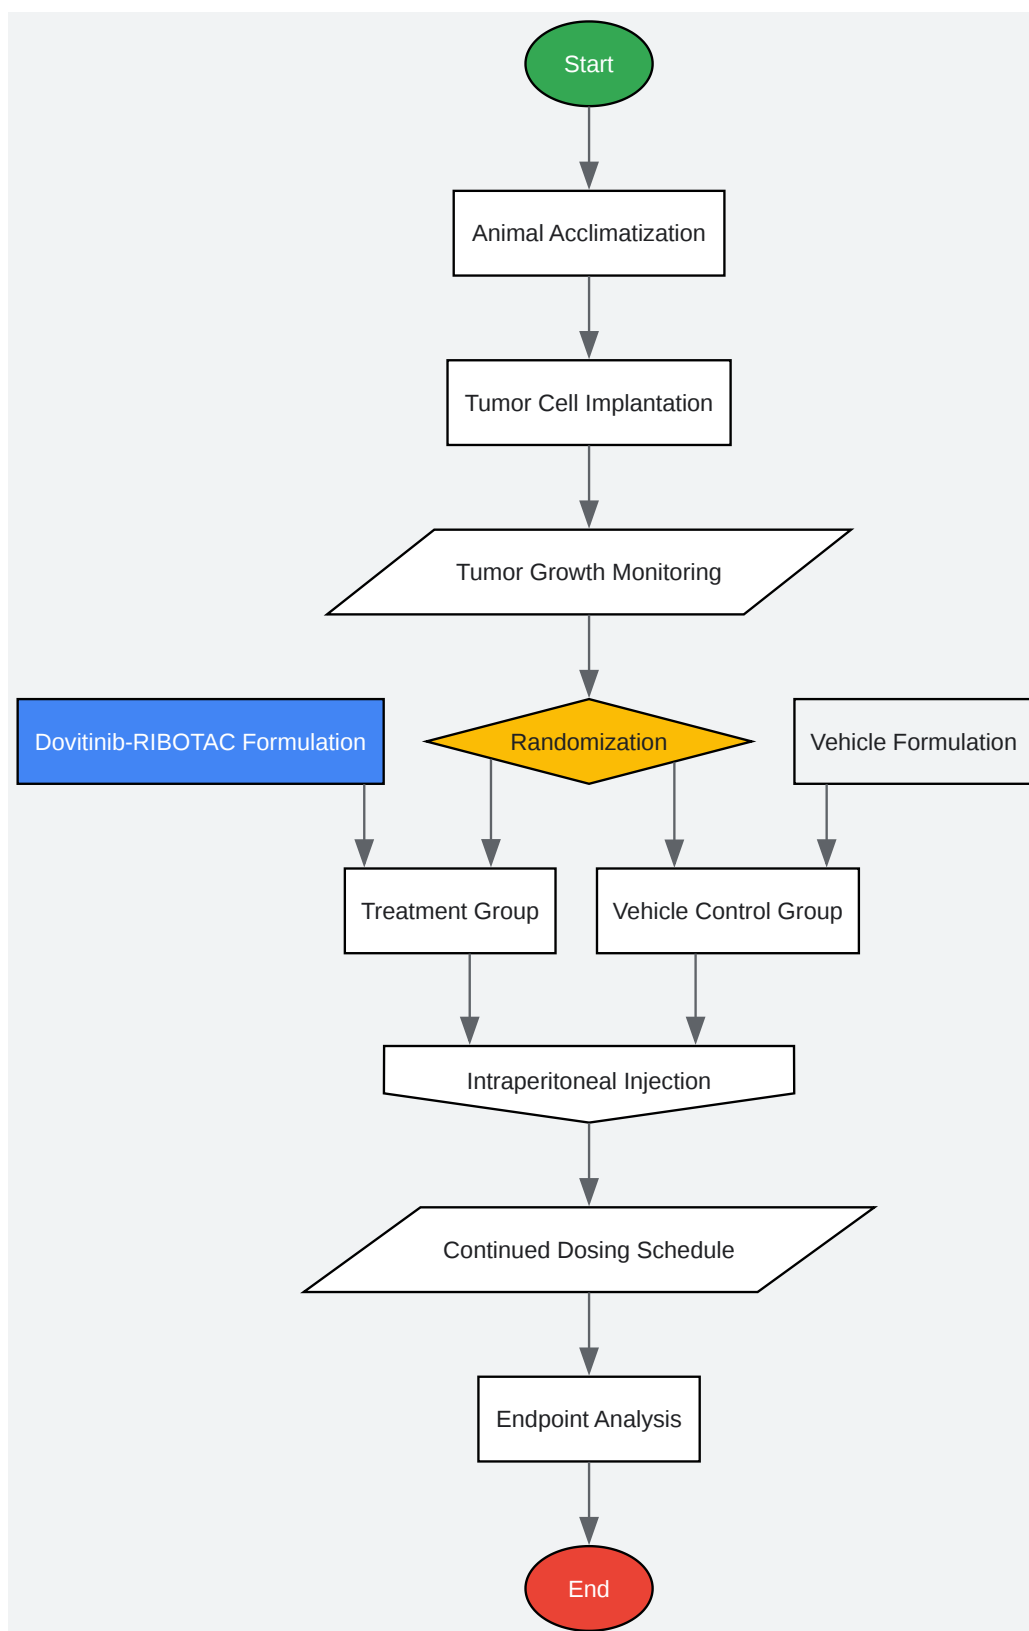 Start
Animal Acclimatization
Tumor Cell Implantation
Tumor Growth Monitoring
Dovitinib-RIBOTAC Formulation
Randomization
Vehicle Formulation
Treatment Group
Vehicle Control Group
Intraperitoneal Injection
Continued Dosing Schedule
Endpoint Analysis
End